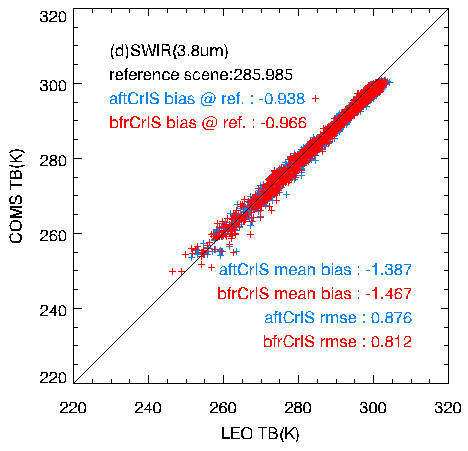 320
300
280
260
240
220
COMS TB(K)
(d)SWIR(3.8um)
reference scene:285.985
aftCrIS bias @ ref. : -0.938
bfrCrIS bias @ ref. : -0.966
aftCrIS mean bias : -1.387
bfrCrIS mean bias : -1.467
aftCrIS rmse : 0.876
bfrCrIS rmse : 0.812
220 240 260 280 300 320
LEO TB(K)